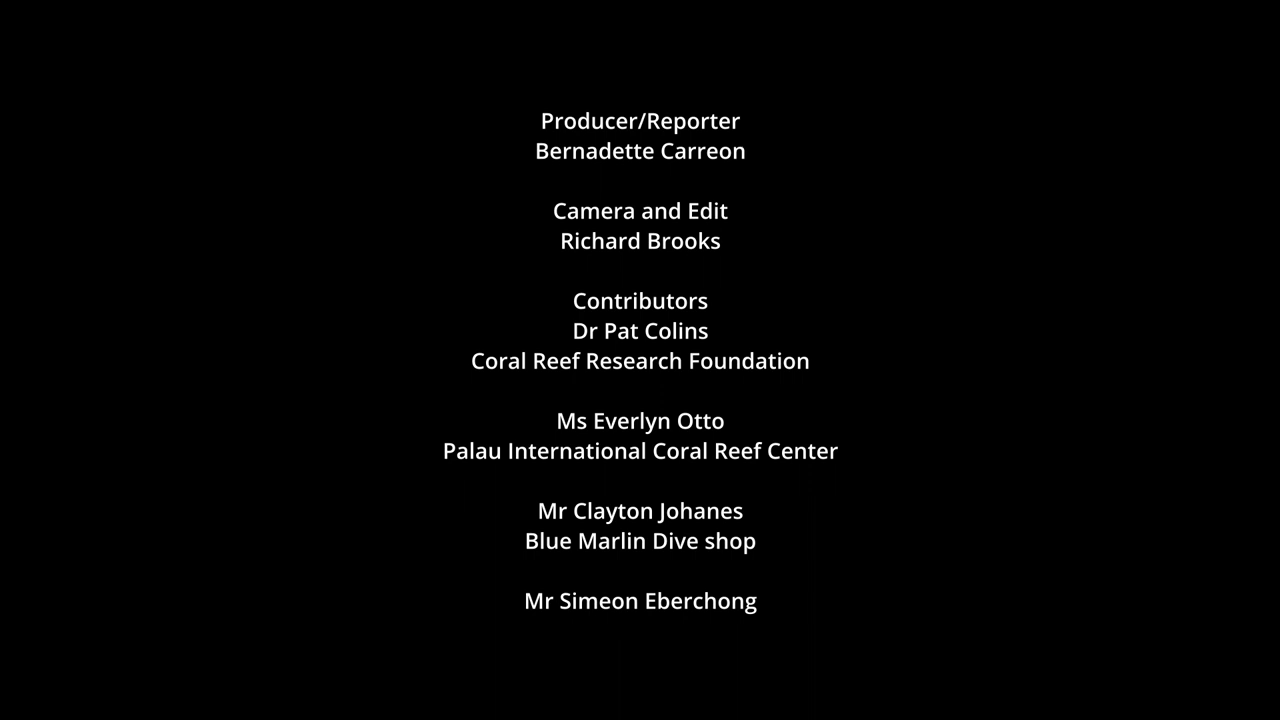 Producer/Reporter
Bernadette Carreon
Camera and Edit
Richard Brooks
Contributors
Dr Pat Colins
Coral Reef Research Foundation
Ms Everlyn Otto
Palau International Coral Reef Center
Mr Clayton Johanes
Blue Marlin Dive shop
Mr Simeon Eberchong